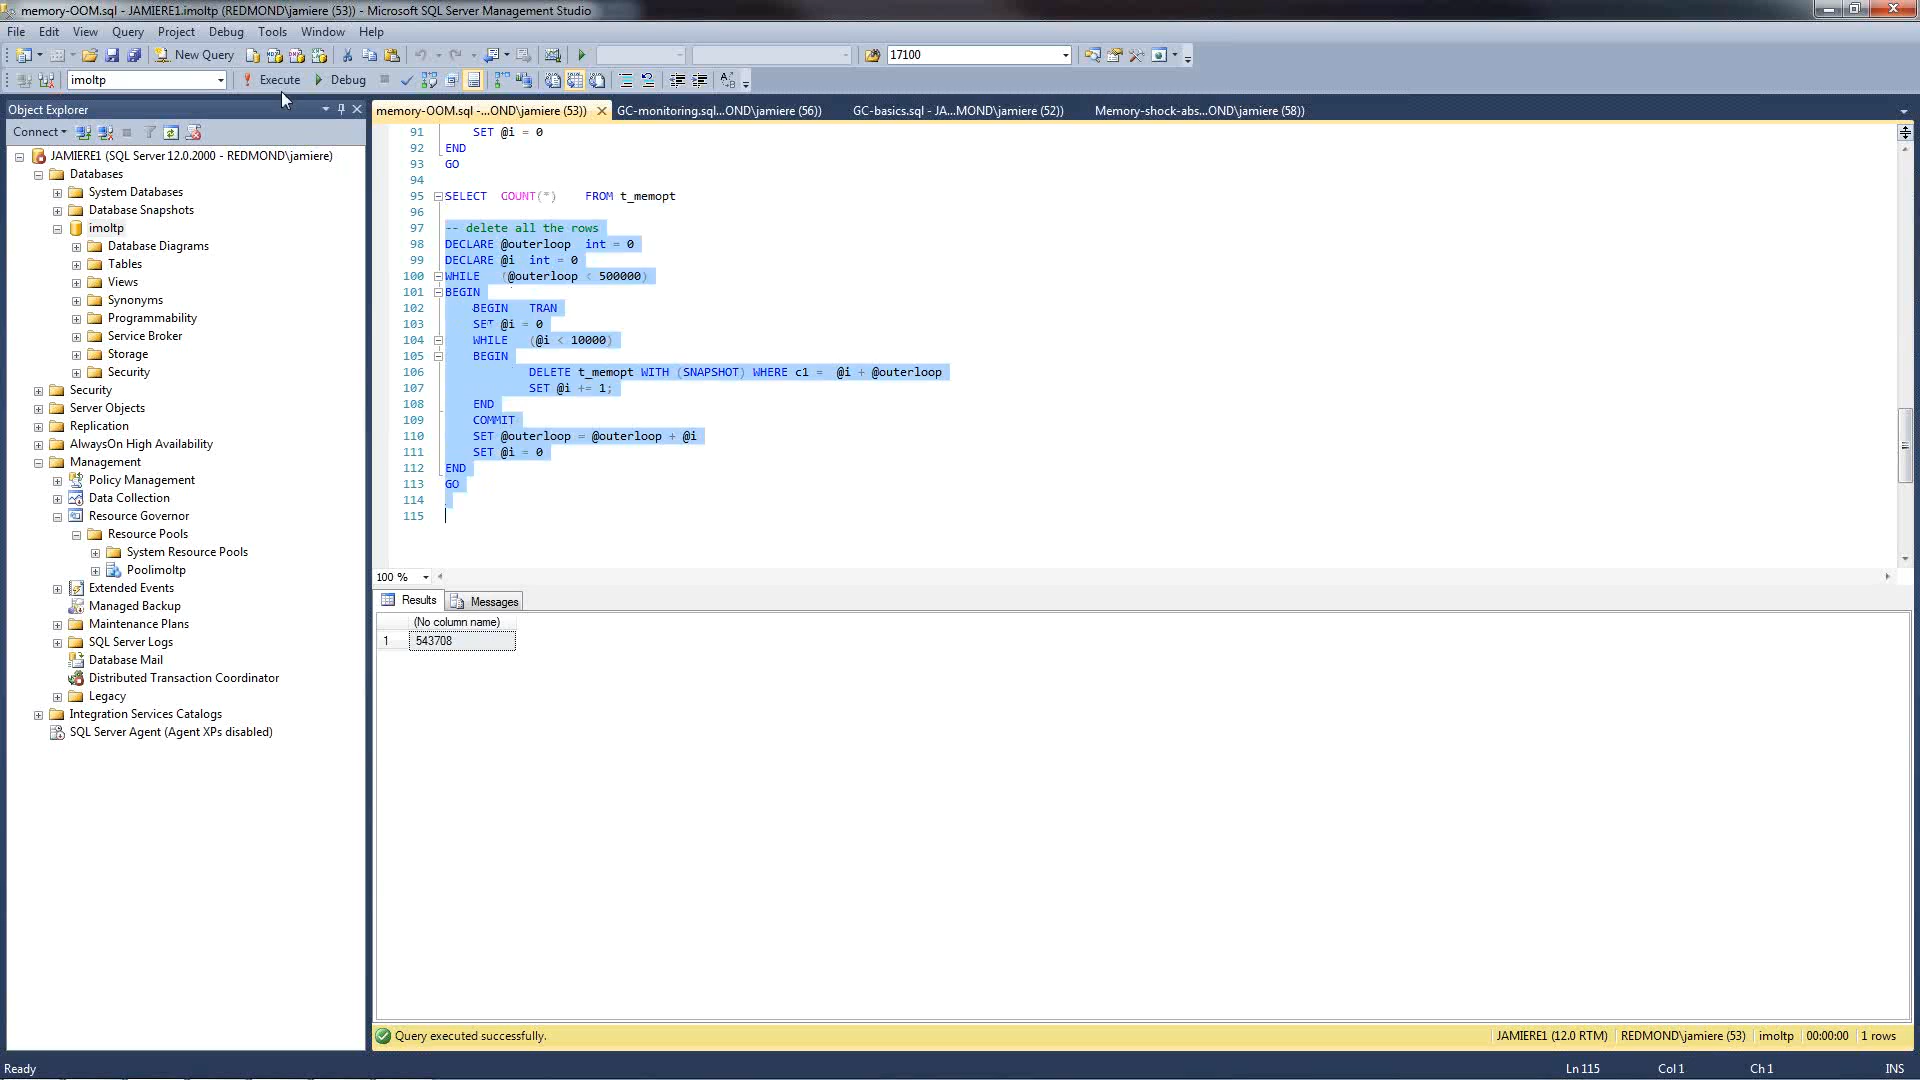 memory-OOM.sql - JAMIERE1.imoltp (REDMOND\jamiere (53)) - Microsoft SQL Server Management Studio
File Edit View Query Project Debug Tools Window Help
New Query 17100
imoltp Execute Debug
Object Explorer
Connect
JAMIERE1 (SQL Server 12.0.2000 - REDMOND\jamiere)
Databases
System Databases
Database Snapshots
imoltp
Database Diagrams
Tables
Views
Synonyms
Programmability
Service Broker
Storage
Security
Security
Server Objects
Replication
AlwaysOn High Availability
Management
Policy Management
Data Collection
Resource Governor
Resource Pools
System Resource Pools
Poolimoltp
Extended Events
Managed Backup
Maintenance Plans
SQL Server Logs
Database Mail
Distributed Transaction Coordinator
Legacy
Integration Services Catalogs
SQL Server Agent (Agent XPs disabled)
memory-OOM.sql -...OND\jamiere (53)) GC-monitoring.sql...OND\jamiere (56)) GC-basics.sql - JA...MOND\jamiere (52)) Memory-shock-abs...OND\jamiere (58))
91 SET @i = 0
92 END
93 GO
94
95 SELECT COUNT(*) FROM t_memopt
96
97 -- delete all the rows
98 DECLARE @outerloop int = 0
99 DECLARE @i int = 0
100 WHILE (@outerloop < 500000)
101 BEGIN
102 BEGIN TRAN
103 SET @i = 0
104 WHILE (@i < 10000)
105 BEGIN
106 DELETE t_memopt WITH (SNAPSHOT) WHERE c1 = @i + @outerloop
107 SET @i += 1;
108 END
109 COMMIT
110 SET @outerloop = @outerloop + @i
111 SET @i = 0
112 END
113 GO
114
115
100 %
Results Messages
(No column name)
1 543708
Query executed successfully. JAMIERE1 (12.0 RTM) REDMOND\jamiere (53) imoltp 00:00:00 1 rows
Ready Ln 115 Col 1 Ch 1 INS